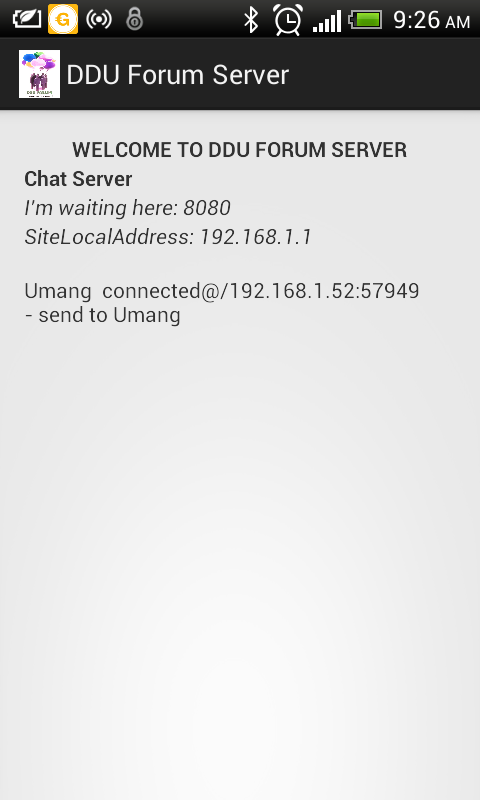 9:26 AM
DDU Forum Server
WELCOME TO DDU FORUM SERVER
Chat Server
I'm waiting here: 8080
SiteLocalAddress: 192.168.1.1
Umang  connected@/192.168.1.52:57949
- send to Umang